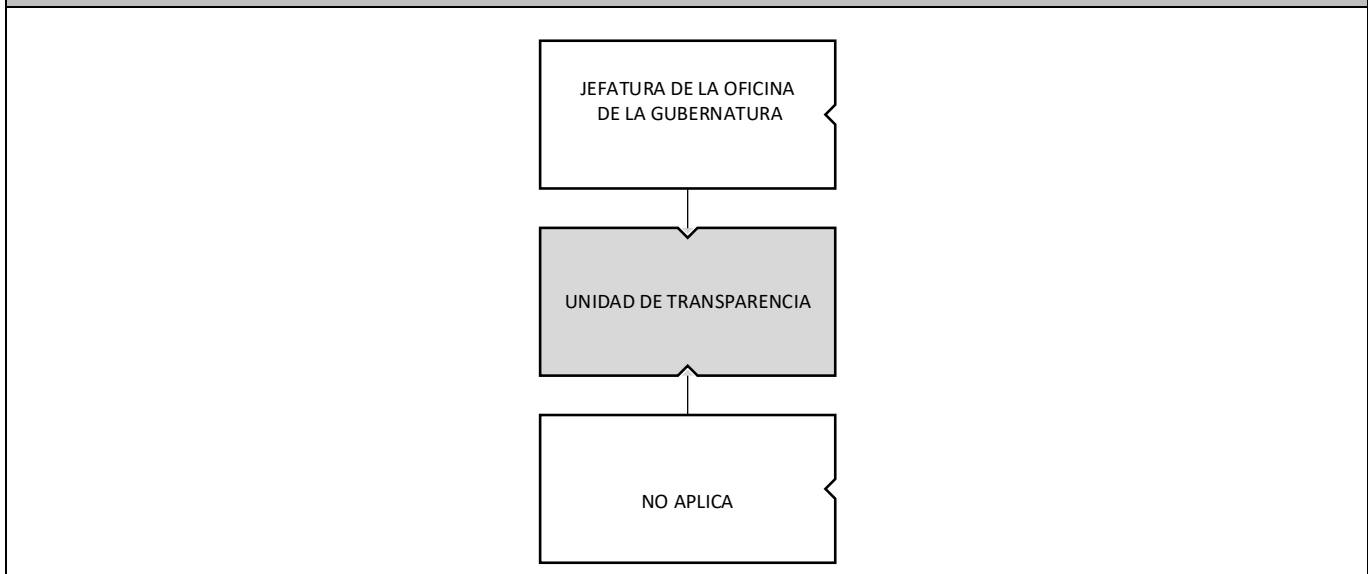 JEFATURA DE LA OFICINA
DE LA GUBERNATURA
UNIDAD DE TRANSPARENCIA
NO APLICA